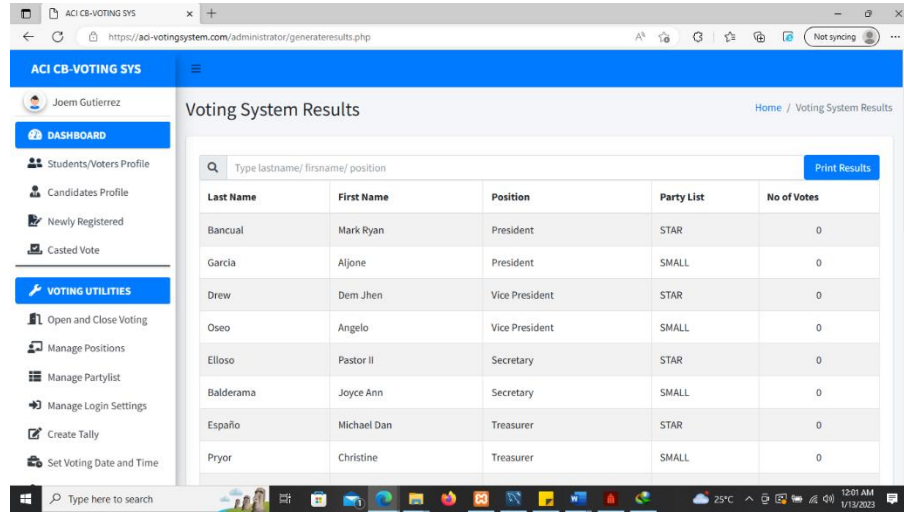 ACI CB-VOTING SYS
https://aci-votingsystem.com/administrator/generateresults.php
Not syncing
ACI CB-VOTING SYS
Joem Gutierrez
DASHBOARD
Students/Voters Profile
Candidates Profile
Newly Registered
Casted Vote
VOTING UTILITIES
Open and Close Voting
Manage Positions
Manage Partylist
Manage Login Settings
Create Tally
Set Voting Date and Time
Voting System Results
Home / Voting System Results
Type lastname/ firsname/ position
Print Results
Last Name First Name Position Party List No of Votes
Bancual Mark Ryan President STAR 0
Garcia Aljone President SMALL 0
Drew Dem Jhen Vice President STAR 0
Oseo Angelo Vice President SMALL 0
Elloso Pastor II Secretary STAR 0
Balderama Joyce Ann Secretary SMALL 0
Españo Michael Dan Treasurer STAR 0
Pryor Christine Treasurer SMALL 0
Type here to search
25°C
12:01 AM
1/13/2023